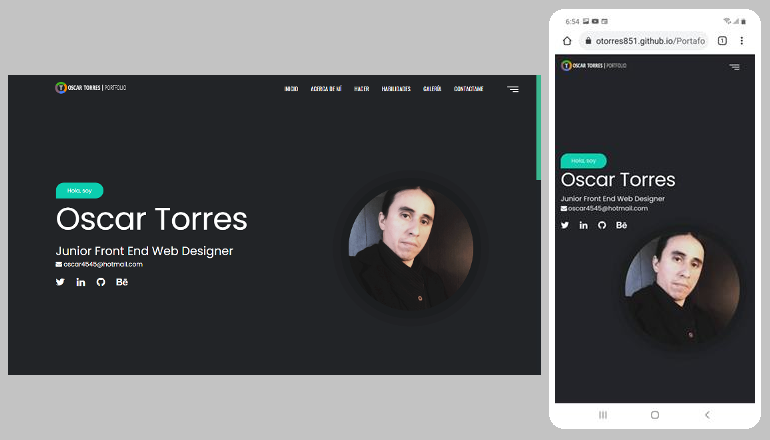 OSCAR TORRES | PORTFOLIO
INICIO ACERCA DE MÍ HACER HABILIDADES GALERÍA CONTACTAME
Hola, soy
Oscar Torres
Junior Front End Web Designer
oscar4545@hotmail.com
Bē
6:54
otorres851.github.io/Portafo
1
OSCAR TORRES | PORTFOLIO
Hola, soy
Oscar Torres
Junior Front End Web Designer
oscar4545@hotmail.com
Bē